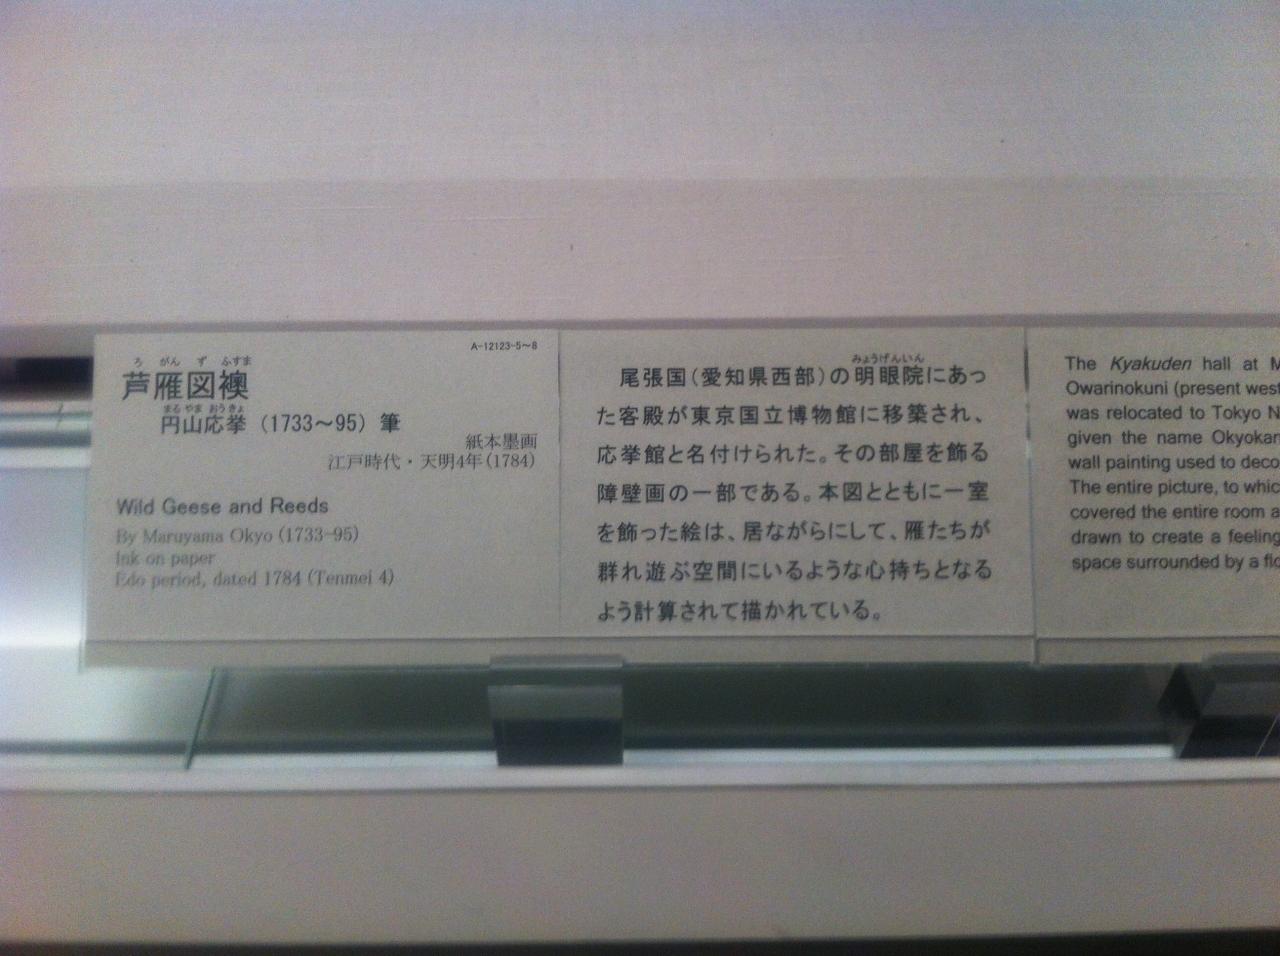 A-12123-5～8
ろ がん ず ふすま
芦雁図襖
まる やま おう きょ
円山応挙 (1733～95) 筆
紙本墨画
江戸時代・天明4年(1784)
Wild Geese and Reeds
By Maruyama Okyo (1733-95)
Ink on paper
Edo period, dated 1784 (Tenmei 4)
みょうげんいん
尾張国(愛知県西部)の明眼院にあっ
た客殿が東京国立博物館に移築され、
応挙館と名付けられた。その部屋を飾る
障壁画の一部である。本図とともに一室
を飾った絵は、居ながらにして、雁たちが
群れ遊ぶ空間にいるような心持ちとなる
よう計算されて描かれている。
The Kyakuden hall at M
Owarinokuni (present west
was relocated to Tokyo N
given the name Okyokan
wall painting used to deco
The entire picture, to whic
covered the entire room a
drawn to create a feeling
space surrounded by a flo